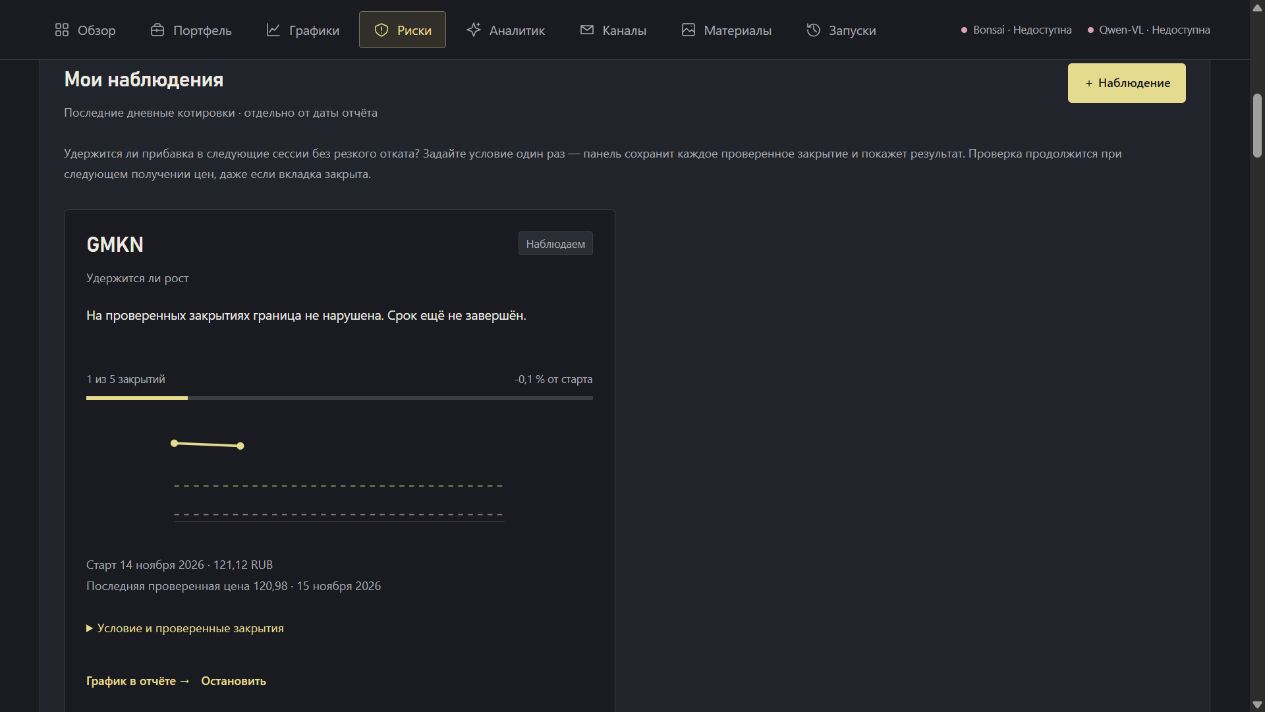 Обзор
Портфель
Графики
Риски
Аналитик
Каналы
Материалы
Запуски
Bonsai · Недоступна
Qwen-VL · Недоступна
Мои наблюдения
+ Наблюдение
Последние дневные котировки · отдельно от даты отчёта
Удержится ли прибавка в следующие сессии без резкого отката? Задайте условие один раз — панель сохранит каждое проверенное закрытие и покажет результат. Проверка продолжится при
следующем получении цен, даже если вкладка закрыта.
GMKN
Наблюдаем
Удержится ли рост
На проверенных закрытиях граница не нарушена. Срок ещё не завершён.
1 из 5 закрытий
-0,1 % от старта
Старт 14 ноября 2026 · 121,12 RUB
Последняя проверенная цена 120,98 · 15 ноября 2026
▶ Условие и проверенные закрытия
График в отчёте →
Остановить